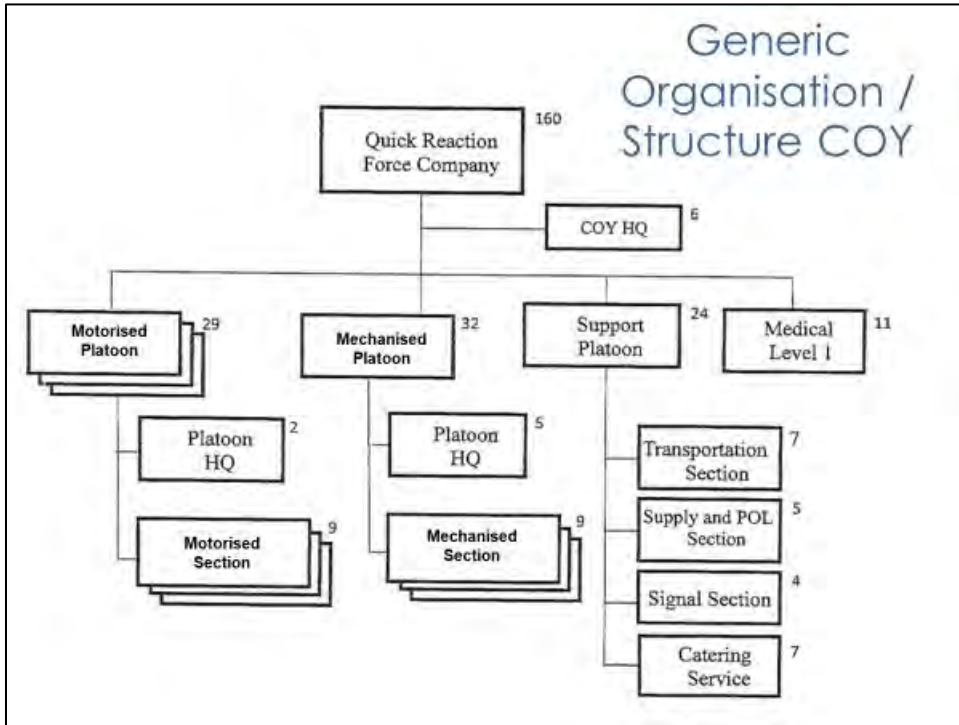 Generic
Organisation /
Structure COY
160
Quick Reaction
Force Company
6
COY HQ
29
Motorised
Platoon
32
Mechanised
Platoon
24
Support
Platoon
11
Medical
Level 1
2
Platoon
HQ
5
Platoon
HQ
7
Transportation
Section
9
Motorised
Section
9
Mechanised
Section
5
Supply and POL
Section
4
Signal Section
7
Catering
Service